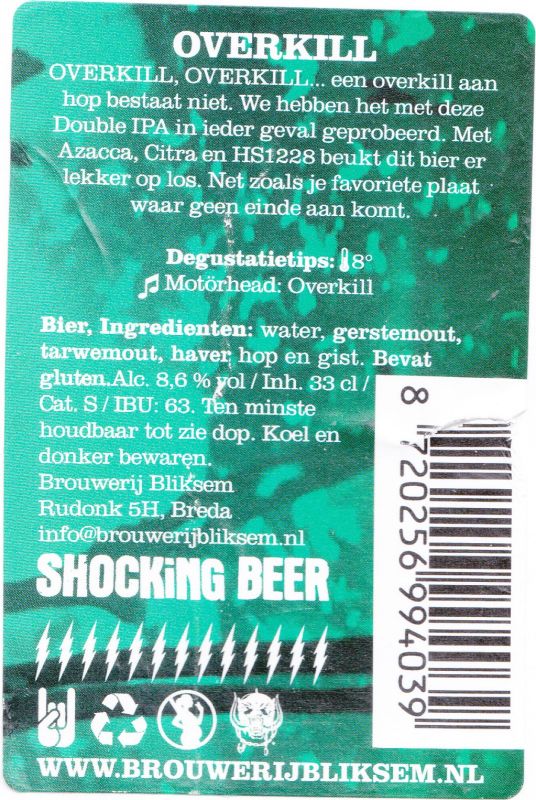 OVERKILL
OVERKILL, OVERKILL... een overkill aan
hop bestaat niet. We hebben het met deze
Double IPA in ieder geval geprobeerd. Met
Azacca, Citra en HS1228 beukt dit bier er
lekker op los. Net zoals je favoriete plaat
waar geen einde aan komt.
Degustatietips: 8°
Motörhead: Overkill
Bier, Ingredienten: water, gerstemout,
tarwemout, haver hop en gist. Bevat
gluten.Alc. 8,6 % vol / Inh. 33 cl /
Cat. S / IBU: 63. Ten minste
houdbaar tot zie dop. Koel en
donker bewaren.
Brouwerij Bliksem
Rudonk 5H, Breda
info@brouwerijbliksem.nl
SHOCKiNG BEER
WWW.BROUWERIJBLIKSEM.NL
8 720256 994039